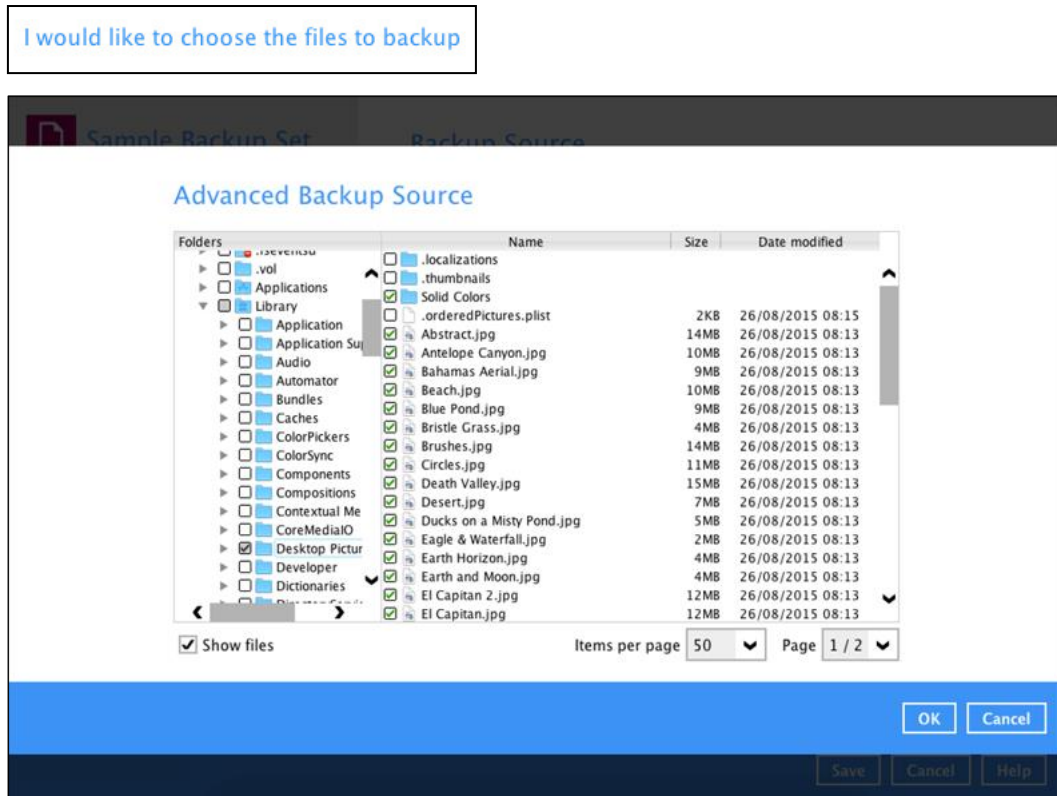 I would like to choose the files to backup
Sample Backup Set Backup Source
Advanced Backup Source
Folders Name Size Date modified
.fseventsd .localizations
.vol .thumbnails
Applications Solid Colors
Library .orderedPictures.plist 2KB 26/08/2015 08:15
Application Abstract.jpg 14MB 26/08/2015 08:13
Application Sup Antelope Canyon.jpg 10MB 26/08/2015 08:13
Audio Bahamas Aerial.jpg 9MB 26/08/2015 08:13
Automator Beach.jpg 10MB 26/08/2015 08:13
Bundles Blue Pond.jpg 9MB 26/08/2015 08:13
Caches Bristle Grass.jpg 4MB 26/08/2015 08:13
ColorPickers Brushes.jpg 14MB 26/08/2015 08:13
ColorSync Circles.jpg 11MB 26/08/2015 08:13
Components Death Valley.jpg 15MB 26/08/2015 08:13
Compositions Desert.jpg 7MB 26/08/2015 08:13
Contextual Me Ducks on a Misty Pond.jpg 5MB 26/08/2015 08:13
CoreMediaIO Eagle & Waterfall.jpg 2MB 26/08/2015 08:13
Desktop Pictur Earth Horizon.jpg 4MB 26/08/2015 08:13
Developer Earth and Moon.jpg 4MB 26/08/2015 08:13
Dictionaries El Capitan 2.jpg 12MB 26/08/2015 08:13
El Capitan.jpg 12MB 26/08/2015 08:13
Show files Items per page 50 Page 1 / 2
OK Cancel
Save Cancel Help